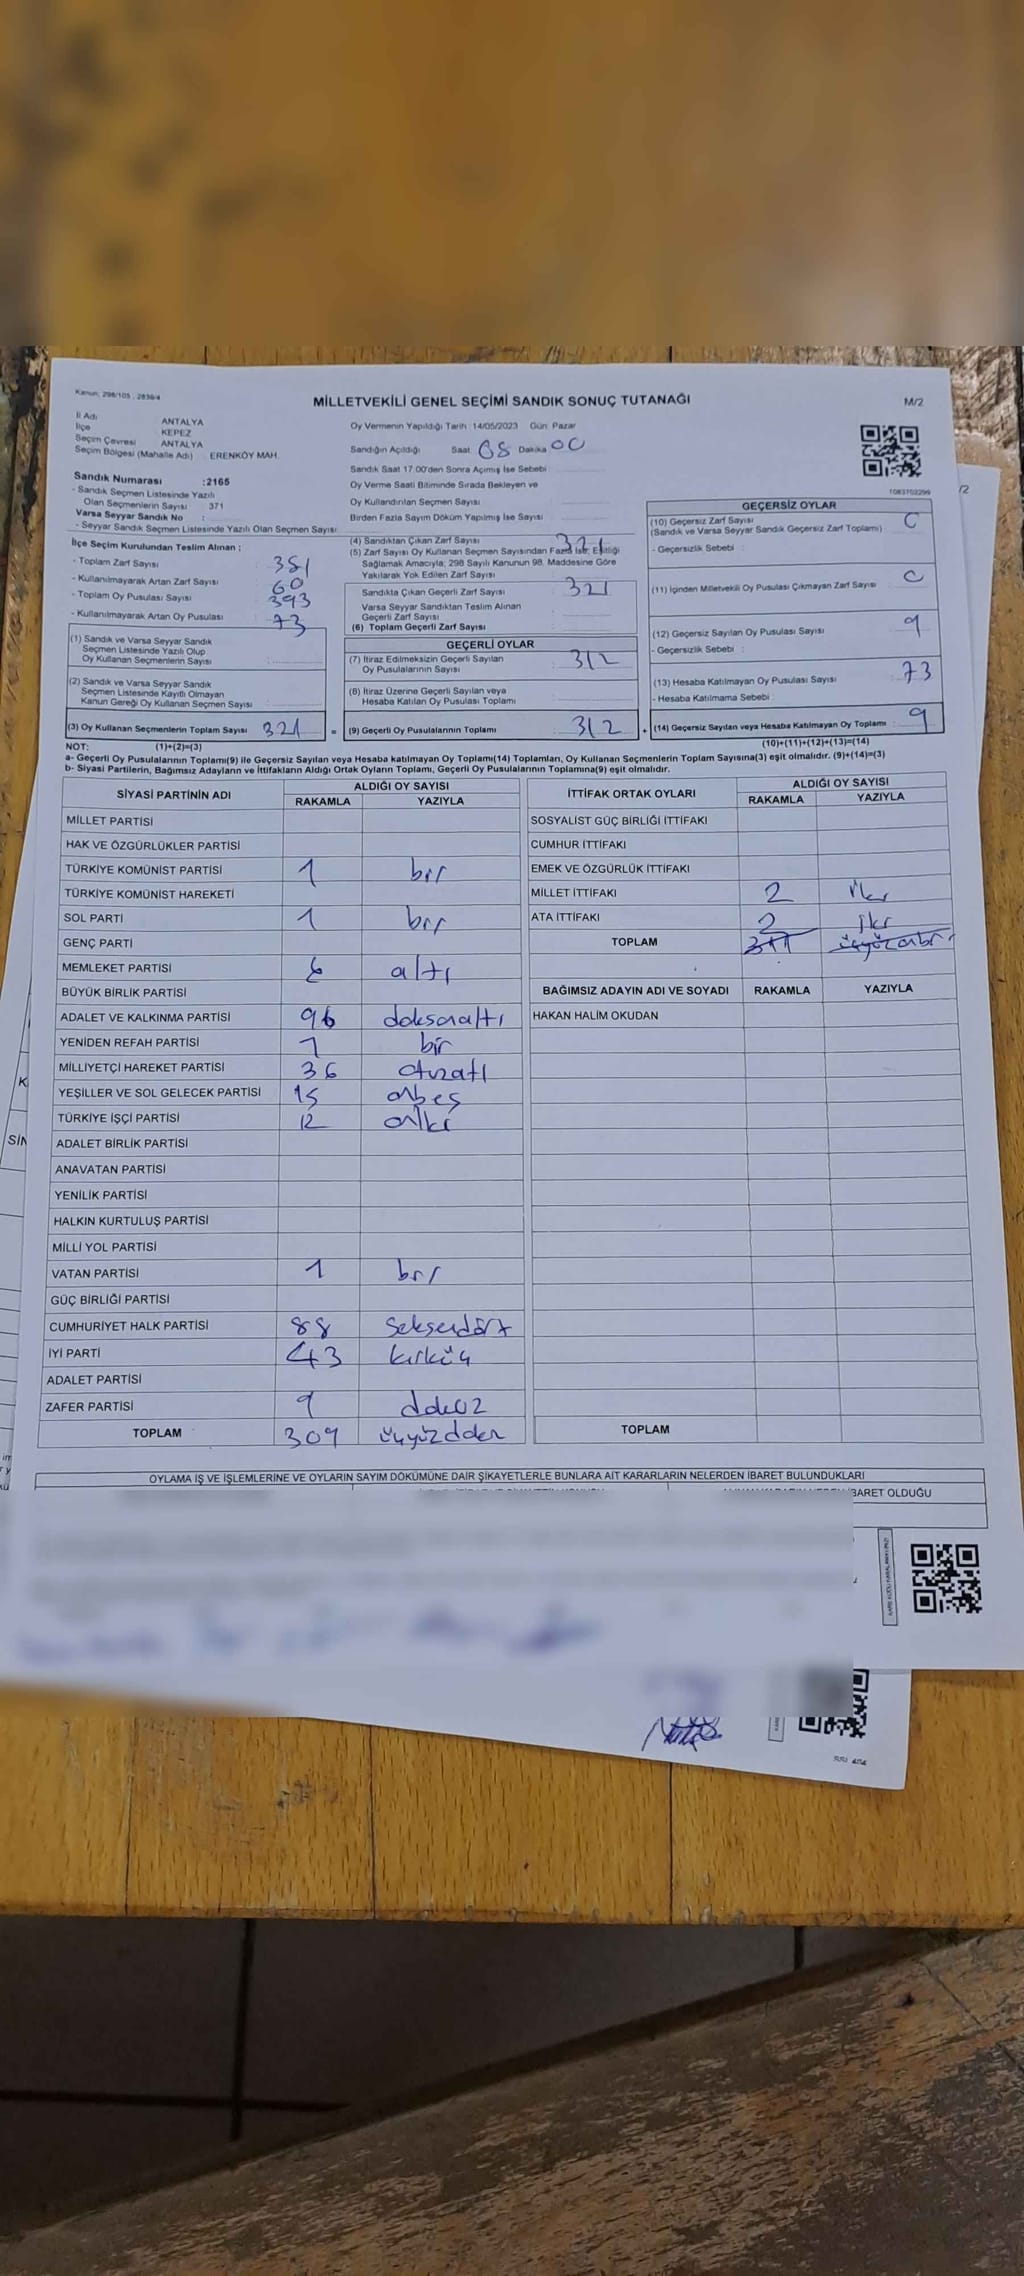 Kanun; 298/105 , 2839/4
MİLLETVEKİLİ GENEL SEÇİMİ SANDIK SONUÇ TUTANAĞI
M/2
İl Adı ANTALYA
İlçe KEPEZ
Seçim Çevresi ANTALYA
Seçim Bölgesi (Mahalle Adı) : ERENKÖY MAH.
Oy Vermenin Yapıldığı Tarih :14/05/2023 Gün: Pazar
Sandığın Açıldığı Saat: 08 Dakika 00
Sandık Saat 17:00'den Sonra Açımış İse Sebebi
Oy Verme Saati Bitiminde Sırada Bekleyen ve
Oy Kullandırılan Seçmen Sayısı
Birden Fazla Sayım Döküm Yapılmış İse Sayısı
1083702299
/2
Sandık Numarası :2165
- Sandık Seçmen Listesinde Yazılı
Olan Seçmenlerin Sayısı 371
Varsa Seyyar Sandık No :
- Seyyar Sandık Seçmen Listesinde Yazılı Olan Seçmen Sayısı
İlçe Seçim Kurulundan Teslim Alınan ;
- Toplam Zarf Sayısı : 381
- Kullanılmayarak Artan Zarf Sayısı : 60
- Toplam Oy Pusulası Sayısı : 393
- Kullanılmayarak Artan Oy Pusulası : 73
(1) Sandık ve Varsa Seyyar Sandık
Seçmen Listesinde Yazılı Olup
Oy Kullanan Seçmenlerin Sayısı :
(2) Sandık ve Varsa Seyyar Sandık
Seçmen Listesinde Kayıtlı Olmayan
Kanun Gereği Oy Kullanan Seçmen Sayısı :
(3) Oy Kullanan Seçmenlerin Toplam Sayısı : 321
(4) Sandıktan Çıkan Zarf Sayısı 321
(5) Zarf Sayısı Oy Kullanan Seçmen Sayısından Fazla İse; Eşitliği
Sağlamak Amacıyla; 298 Sayılı Kanunun 98. Maddesine Göre
Yakılarak Yok Edilen Zarf Sayısı
Sandıkta Çıkan Geçerli Zarf Sayısı : 321
Varsa Seyyar Sandıktan Teslim Alınan
Geçerli Zarf Sayısı
(6) Toplam Geçerli Zarf Sayısı
GEÇERLİ OYLAR
(7) İtiraz Edilmeksizin Geçerli Sayılan
Oy Pusulalarının Sayısı : 312
(8) İtiraz Üzerine Geçerli Sayılan veya
Hesaba Katılan Oy Pusulası Toplamı
= (9) Geçerli Oy Pusulalarının Toplamı : 312 +
GEÇERSİZ OYLAR
(10) Geçersiz Zarf Sayısı
(Sandık ve Varsa Seyyar Sandık Geçersiz Zarf Toplamı)
- Geçersizlik Sebebi :
(11) İçinden Milletvekili Oy Pusulası Çıkmayan Zarf Sayısı
(12) Geçersiz Sayılan Oy Pusulası Sayısı : 9
- Geçersizlik Sebebi :
(13) Hesaba Katılmayan Oy Pusulası Sayısı : 73
- Hesaba Katılmama Sebebi :
(14) Geçersiz Sayılan veya Hesaba Katılmayan Oy Toplamı : 9
NOT: (1)+(2)=(3)
(10)+(11)+(12)+(13)=(14)
a- Geçerli Oy Pusulalarının Toplamı(9) ile Geçersiz Sayılan veya Hesaba katılmayan Oy Toplamı(14) Toplamları, Oy Kullanan Seçmenlerin Toplam Sayısına(3) eşit olmalıdır. (9)+(14)=(3)
b- Siyasi Partilerin, Bağımsız Adayların ve İttifakların Aldığı Ortak Oyların Toplamı, Geçerli Oy Pusulalarının Toplamına(9) eşit olmalıdır.
SİYASİ PARTİNİN ADI ALDIĞI OY SAYISI
RAKAMLA YAZIYLA
MİLLET PARTİSİ
HAK VE ÖZGÜRLÜKLER PARTİSİ
TÜRKİYE KOMÜNİST PARTİSİ 1 bir
TÜRKİYE KOMÜNİST HAREKETİ
SOL PARTİ 1 bir
GENÇ PARTİ
MEMLEKET PARTİSİ 6 altı
BÜYÜK BİRLİK PARTİSİ
ADALET VE KALKINMA PARTİSİ 96 doksanaltı
YENİDEN REFAH PARTİSİ 1 bir
MİLLİYETÇİ HAREKET PARTİSİ 36 otuzaltı
YEŞİLLER VE SOL GELECEK PARTİSİ 15 onbeş
TÜRKİYE İŞÇİ PARTİSİ 12 oniki
ADALET BİRLİK PARTİSİ
ANAVATAN PARTİSİ
YENİLİK PARTİSİ
HALKIN KURTULUŞ PARTİSİ
MİLLİ YOL PARTİSİ
VATAN PARTİSİ 1 bir
GÜÇ BİRLİĞİ PARTİSİ
CUMHURİYET HALK PARTİSİ 88 seksendört
İYİ PARTİ 43 kırküç
ADALET PARTİSİ
ZAFER PARTİSİ 9 dokuz
TOPLAM 309
İTTİFAK ORTAK OYLARI ALDIĞI OY SAYISI
RAKAMLA YAZIYLA
SOSYALİST GÜÇ BİRLİĞİ İTTİFAKI
CUMHUR İTTİFAKI
EMEK VE ÖZGÜRLÜK İTTİFAKI
MİLLET İTTİFAKI 2 iki
ATA İTTİFAKI 2 iki
TOPLAM
BAĞIMSIZ ADAYIN ADI VE SOYADI RAKAMLA YAZIYLA
HAKAN HALİM OKUDAN
TOPLAM
OYLAMA İŞ VE İŞLEMLERİNE VE OYLARIN SAYIM DÖKÜMÜNE DAİR ŞİKAYETLERLE BUNLARA AİT KARARLARIN NELERDEN İBARET BULUNDUKLARI
İBARET OLDUĞU